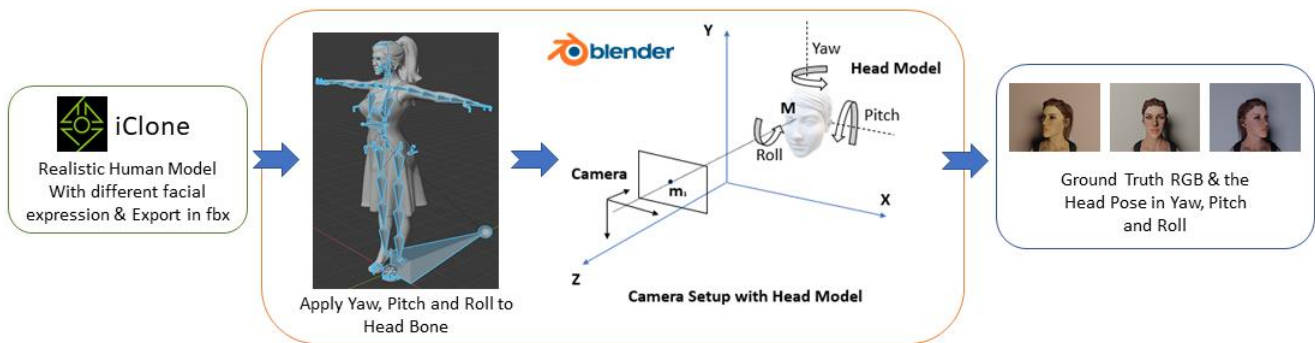 iClone
Realistic Human Model
With different facial
expression & Export in fbx
Apply Yaw, Pitch and Roll to
Head Bone
blender
Y
Yaw
Head Model
M
Pitch
Roll
Camera
m₁
X
Z
Camera Setup with Head Model
Ground Truth RGB & the
Head Pose in Yaw, Pitch
and Roll